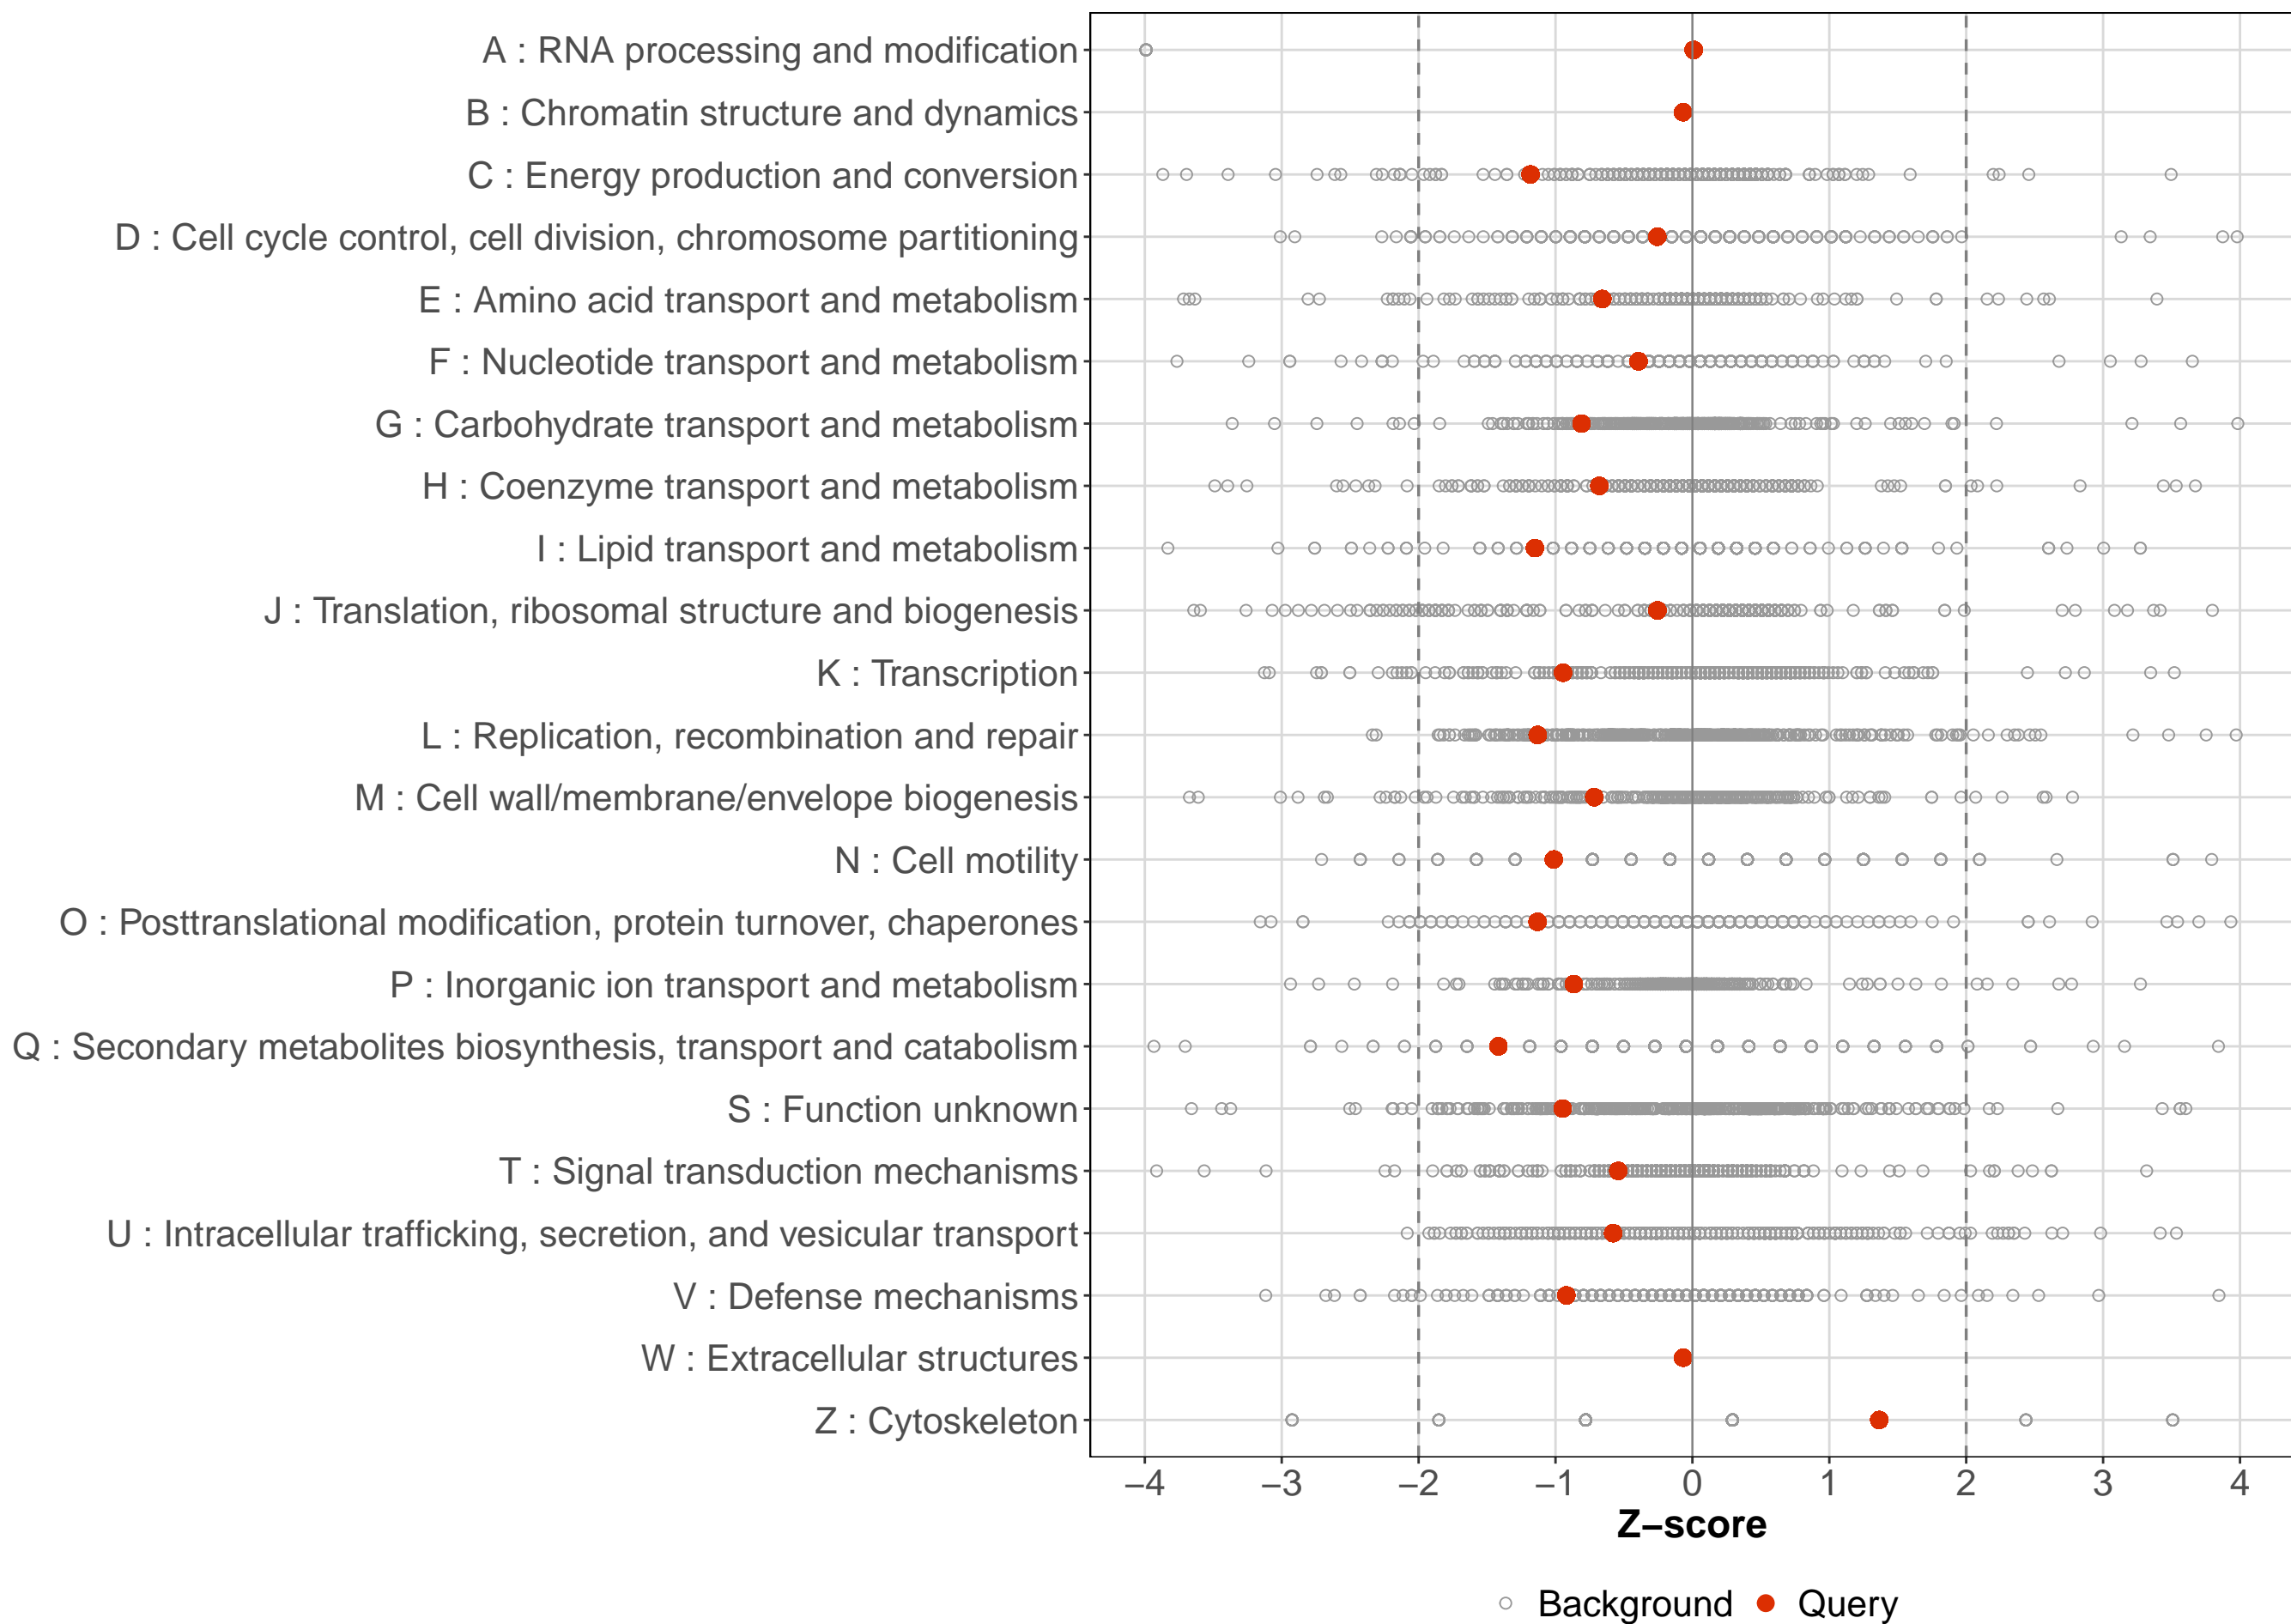 A : RNA processing and modification
B : Chromatin structure and dynamics
C : Energy production and conversion
D : Cell cycle control, cell division, chromosome partitioning
E : Amino acid transport and metabolism
F : Nucleotide transport and metabolism
G : Carbohydrate transport and metabolism
H : Coenzyme transport and metabolism
I : Lipid transport and metabolism
J : Translation, ribosomal structure and biogenesis
K : Transcription
L : Replication, recombination and repair
M : Cell wall/membrane/envelope biogenesis
N : Cell motility
O : Posttranslational modification, protein turnover, chaperones
P : Inorganic ion transport and metabolism
Q : Secondary metabolites biosynthesis, transport and catabolism
S : Function unknown
T : Signal transduction mechanisms
U : Intracellular trafficking, secretion, and vesicular transport
V : Defense mechanisms
W : Extracellular structures
Z : Cytoskeleton
−4 −3 −2 −1 0 1 2 3 4
Z−score
Background Query